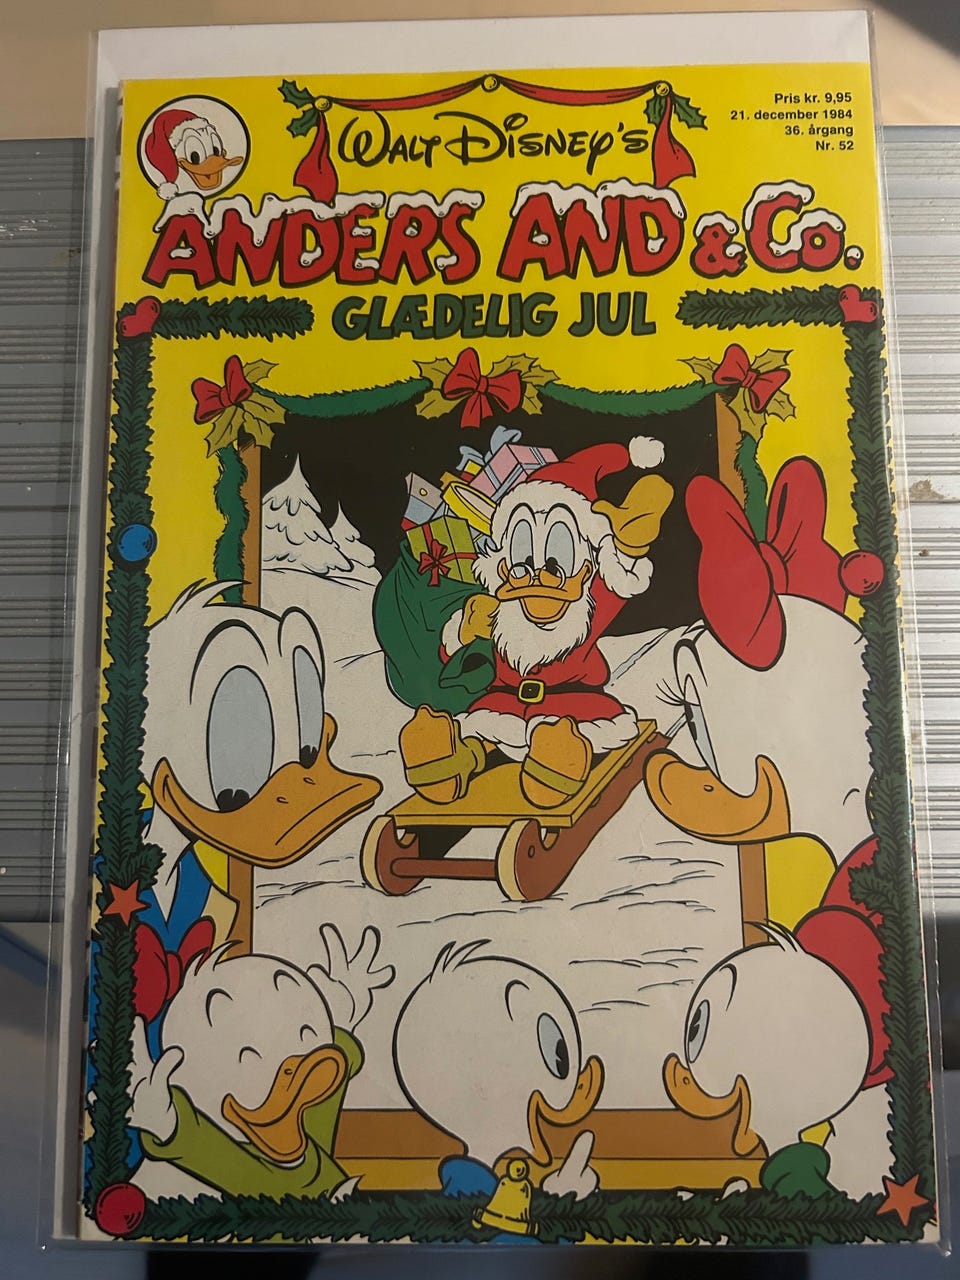 Pris kr. 9,95
21. december 1984
36. årgang
Nr. 52
WALT DISNEY'S
ANDERS AND & Co.
GLÆDELIG JUL